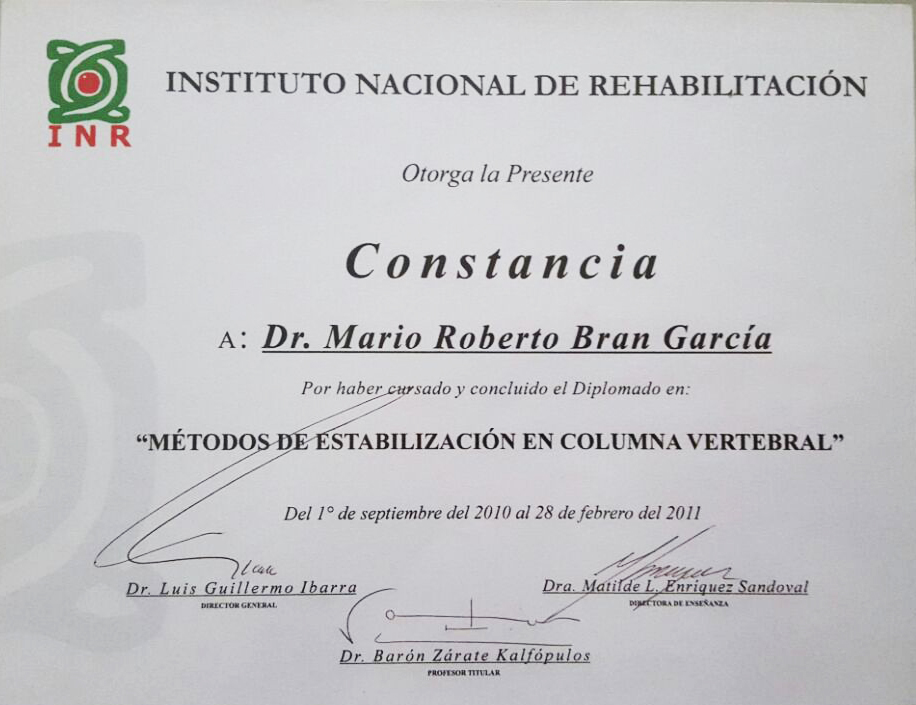 INR
INSTITUTO NACIONAL DE REHABILITACIÓN
Otorga la Presente
Constancia
A: Dr. Mario Roberto Bran García
Por haber cursado y concluido el Diplomado en:
“MÉTODOS DE ESTABILIZACIÓN EN COLUMNA VERTEBRAL”
Del 1° de septiembre del 2010 al 28 de febrero del 2011
Dr. Luis Guillermo Ibarra
DIRECTOR GENERAL
Dra. Matilde L. Enriquez Sandoval
DIRECTORA DE ENSEÑANZA
Dr. Barón Zárate Kalfópulos
PROFESOR TITULAR